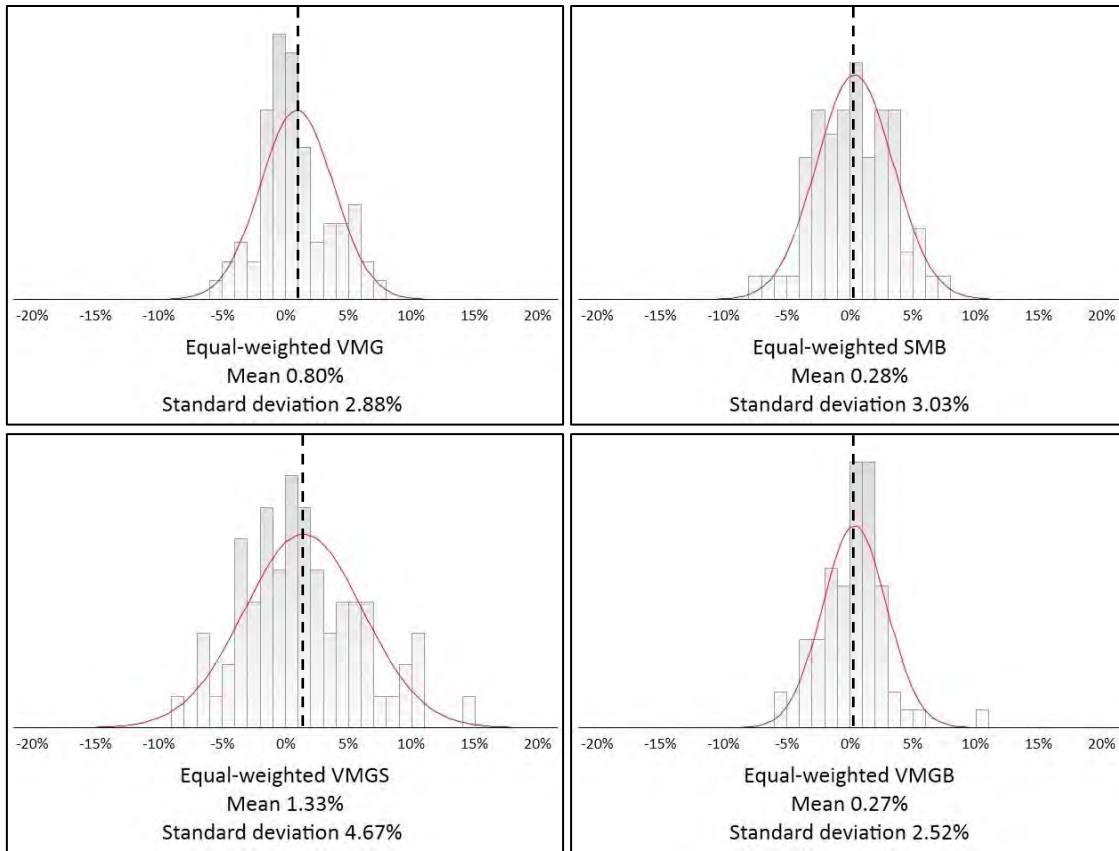 -20% -15% -10% -5% 0% 5% 10% 15% 20%
Equal-weighted VMG
Mean 0.80%
Standard deviation 2.88%
-20% -15% -10% -5% 0% 5% 10% 15% 20%
Equal-weighted SMB
Mean 0.28%
Standard deviation 3.03%
-20% -15% -10% -5% 0% 5% 10% 15% 20%
Equal-weighted VMGS
Mean 1.33%
Standard deviation 4.67%
-20% -15% -10% -5% 0% 5% 10% 15% 20%
Equal-weighted VMGB
Mean 0.27%
Standard deviation 2.52%